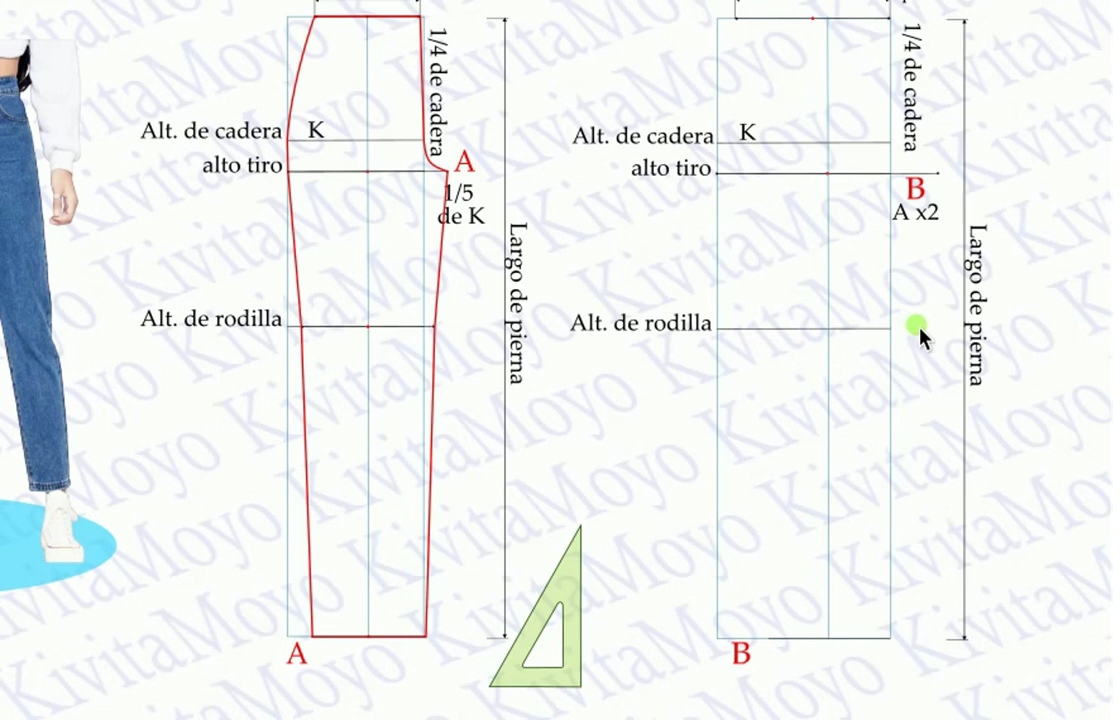 1/4 de cadera
Alt. de cadera
K
alto tiro
A
1/5
de K
Largo de pierna
Alt. de rodilla
A
1/4 de cadera
Alt. de cadera
K
alto tiro
B
A x2
Largo de pierna
Alt. de rodilla
B
KivitaMoyo